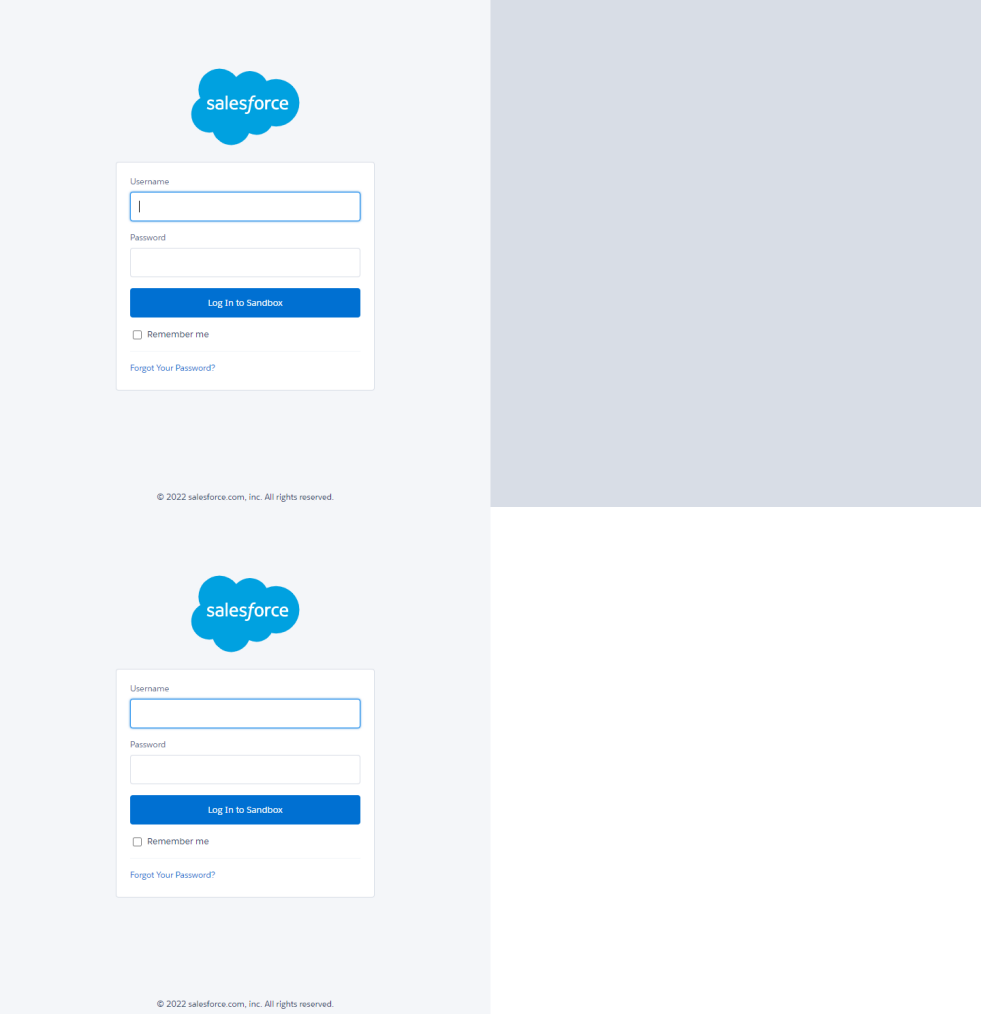 salesforce
Username
Password
Log In to Sandbox
Remember me
Forgot Your Password?
© 2022 salesforce.com, inc. All rights reserved.
salesforce
Username
Password
Log In to Sandbox
Remember me
Forgot Your Password?
© 2022 salesforce.com, inc. All rights reserved.